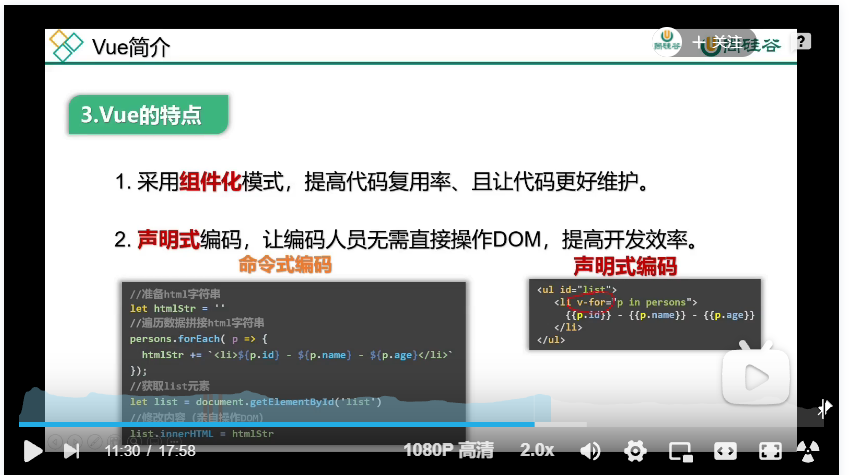 Vue简介
尚硅谷
+ 关注
尚硅谷
?
3.Vue的特点
1. 采用组件化模式，提高代码复用率、且让代码更好维护。
2. 声明式编码，让编码人员无需直接操作DOM，提高开发效率。
命令式编码
声明式编码
//准备html字符串
let htmlStr = ''
//遍历数据拼接html字符串
persons.forEach( p => {
htmlStr += `<li>${p.id} - ${p.name} - ${p.age}</li>`
});
//获取list元素
let list = document.getElementById('list')
//修改内容（亲自操作DOM）
list.innerHTML = htmlStr
<ul id="list">
<li v-for="p in persons">
{{p.id}} - {{p.name}} - {{p.age}}
</li>
</ul>
11:30 / 17:58
1080P 高清
2.0x